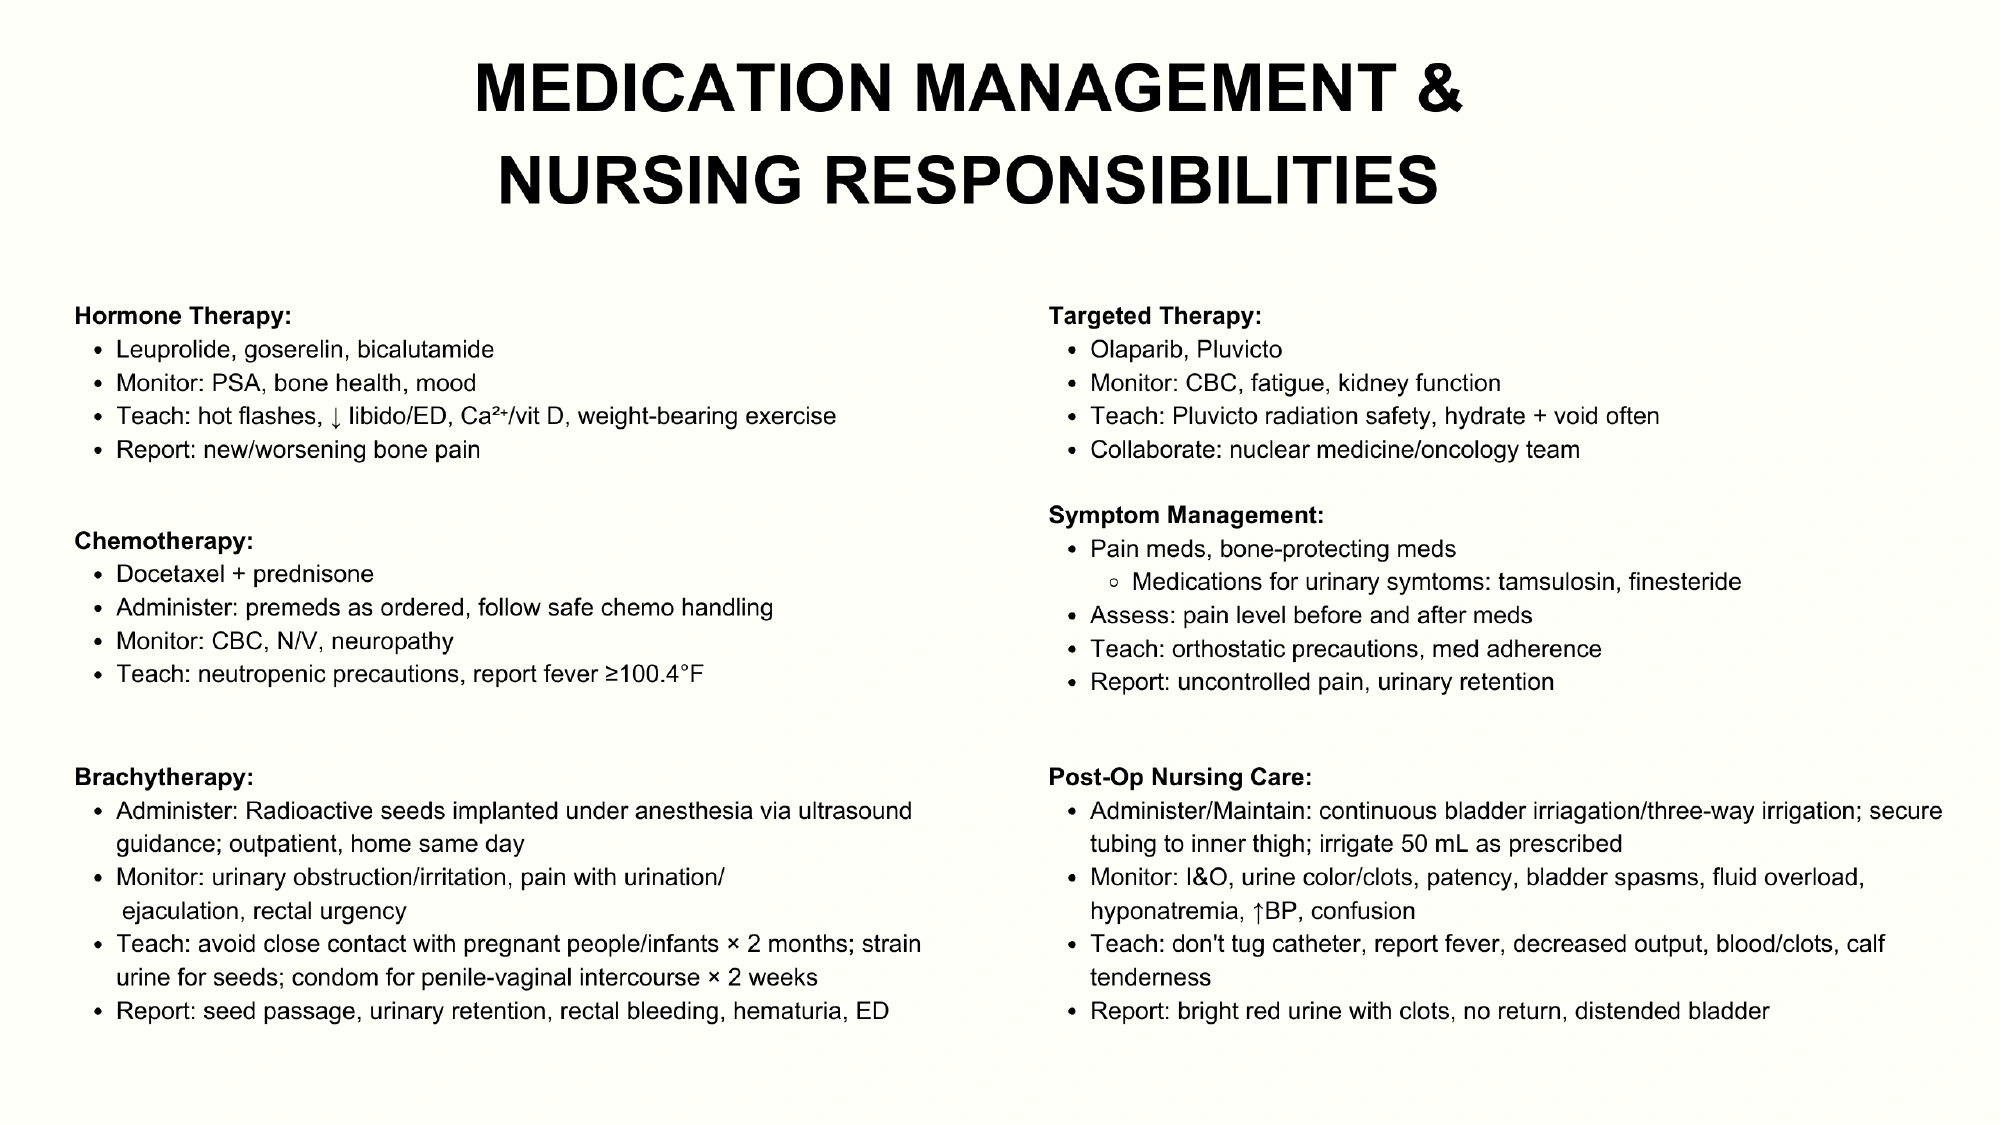 MEDICATION MANAGEMENT &
NURSING RESPONSIBILITIES
Hormone Therapy:
• Leuprolide, goserelin, bicalutamide
• Monitor: PSA, bone health, mood
• Teach: hot flashes, ↓ libido/ED, Ca²⁺/vit D, weight-bearing exercise
• Report: new/worsening bone pain
Chemotherapy:
• Docetaxel + prednisone
• Administer: premeds as ordered, follow safe chemo handling
• Monitor: CBC, N/V, neuropathy
• Teach: neutropenic precautions, report fever ≥100.4°F
Brachytherapy:
• Administer: Radioactive seeds implanted under anesthesia via ultrasound
guidance; outpatient, home same day
• Monitor: urinary obstruction/irritation, pain with urination/
ejaculation, rectal urgency
• Teach: avoid close contact with pregnant people/infants × 2 months; strain
urine for seeds; condom for penile-vaginal intercourse × 2 weeks
• Report: seed passage, urinary retention, rectal bleeding, hematuria, ED
Targeted Therapy:
• Olaparib, Pluvicto
• Monitor: CBC, fatigue, kidney function
• Teach: Pluvicto radiation safety, hydrate + void often
• Collaborate: nuclear medicine/oncology team
Symptom Management:
• Pain meds, bone-protecting meds
◦ Medications for urinary symtoms: tamsulosin, finesteride
• Assess: pain level before and after meds
• Teach: orthostatic precautions, med adherence
• Report: uncontrolled pain, urinary retention
Post-Op Nursing Care:
• Administer/Maintain: continuous bladder irriagation/three-way irrigation; secure
tubing to inner thigh; irrigate 50 mL as prescribed
• Monitor: I&O, urine color/clots, patency, bladder spasms, fluid overload,
hyponatremia, ↑BP, confusion
• Teach: don't tug catheter, report fever, decreased output, blood/clots, calf
tenderness
• Report: bright red urine with clots, no return, distended bladder